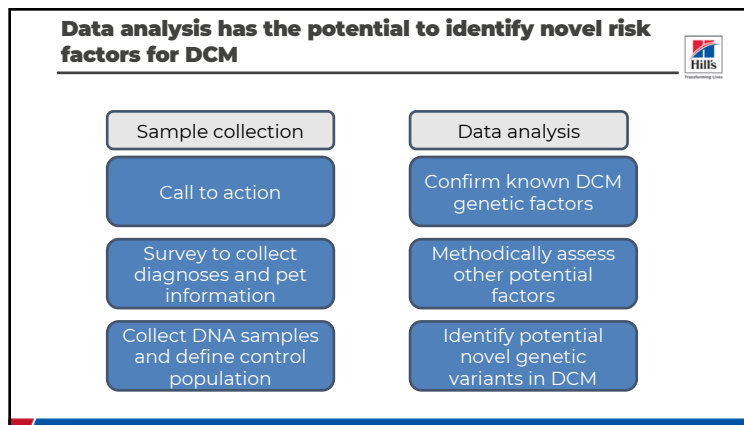 Data analysis has the potential to identify novel risk
factors for DCM
Hill's
Transforming Lives
Sample collection
Call to action
Survey to collect
diagnoses and pet
information
Collect DNA samples
and define control
population
Data analysis
Confirm known DCM
genetic factors
Methodically assess
other potential
factors
Identify potential
novel genetic
variants in DCM